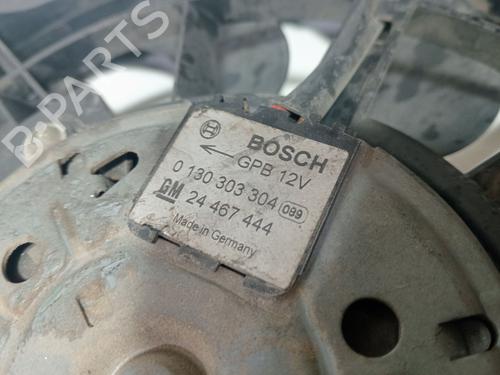 BOSCH
GPB 12V
0 130 303 304 099
GM 24 467 444
Made in Germany
B-PARTS